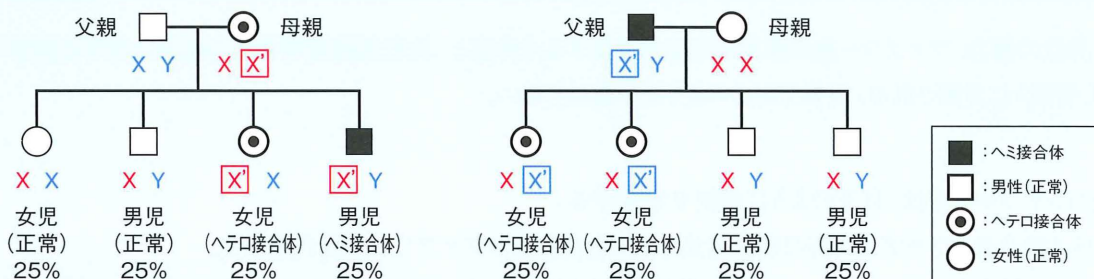 父親 母親
X Y X X'
X X X Y X' X X' Y
女児 男児 女児 男児
(正常) (正常) (ヘテロ接合体) (ヘミ接合体)
25% 25% 25% 25%
父親 母親
X' Y X X
X X' X X' X Y X Y
女児 女児 男児 男児
(ヘテロ接合体) (ヘテロ接合体) (正常) (正常)
25% 25% 25% 25%
:ヘミ接合体
:男性(正常)
:ヘテロ接合体
:女性(正常)